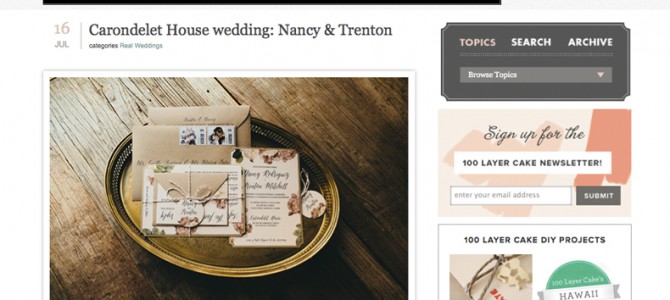 16
JUL
Carondelet House wedding: Nancy & Trenton
categories Real Weddings
Nancy Rodriguez
Trenton Mitchell
TOPICS SEARCH ARCHIVE
Browse Topics
Sign up for the
100 LAYER CAKE NEWSLETTER!
enter your email address SUBMIT
100 LAYER CAKE DIY PROJECTS
100 Layer Cake's
HAWAII